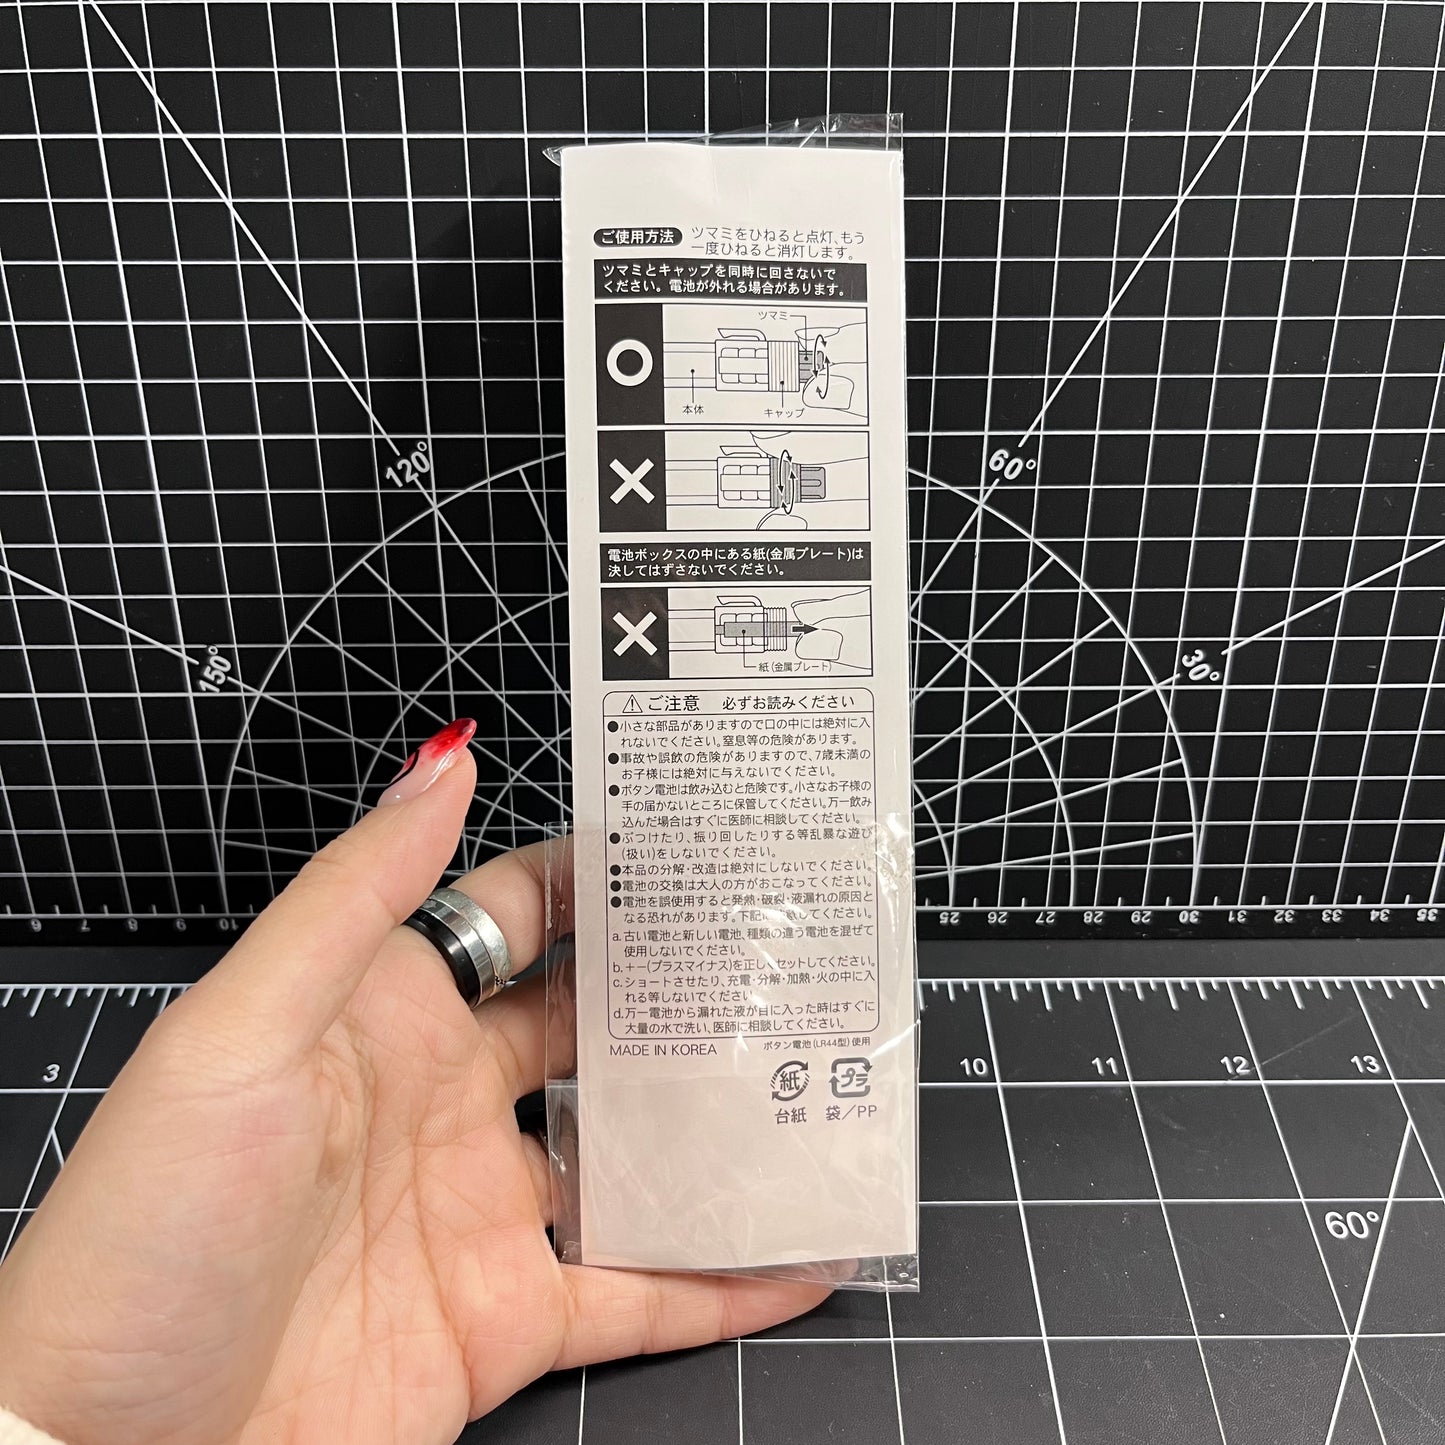 ご使用方法 ツマミをひねると点灯、もう
一度ひねると消灯します。
ツマミとキャップを同時に回さないで
ください。電池が外れる場合があります。
ツマミ
本体
キャップ
電池ボックスの中にある紙(金属プレート)は
決してはずさないでください。
紙(金属プレート)
ご注意 必ずお読みください
●小さな部品がありますので口の中には絶対に入
れないでください。窒息等の危険があります。
●事故や誤飲の危険がありますので、7歳未満の
お子様には絶対に与えないでください。
●ボタン電池は飲み込むと危険です。小さなお子様の
手の届かないところに保管してください。万一飲み
込んだ場合はすぐに医師に相談してください。
●ぶつけたり、振り回したりする等乱暴な遊び
(扱い)をしないでください。
●本品の分解・改造は絶対にしないでください。
●電池の交換は大人の方がおこなってください。
●電池を誤使用すると発熱・破裂・液漏れの原因と
なる恐れがあります。下記に注意してください。
a.古い電池と新しい電池、種類の違う電池を混ぜて
使用しないでください。
b.+−(プラスマイナス)を正しくセットしてください。
c.ショートさせたり、充電・分解・加熱・火の中に入
れる等しないでください
d.万一電池から漏れた液が目に入った時はすぐに
大量の水で洗い、医師に相談してください。
MADE IN KOREA ボタン電池(LR44型)使用
紙 プラ
台紙 袋/PP
120°
60°
150°
30°
6 7 8 9
25 26 27 28 29 30 31 32 33 34 35
3
10 11 12 13
60°